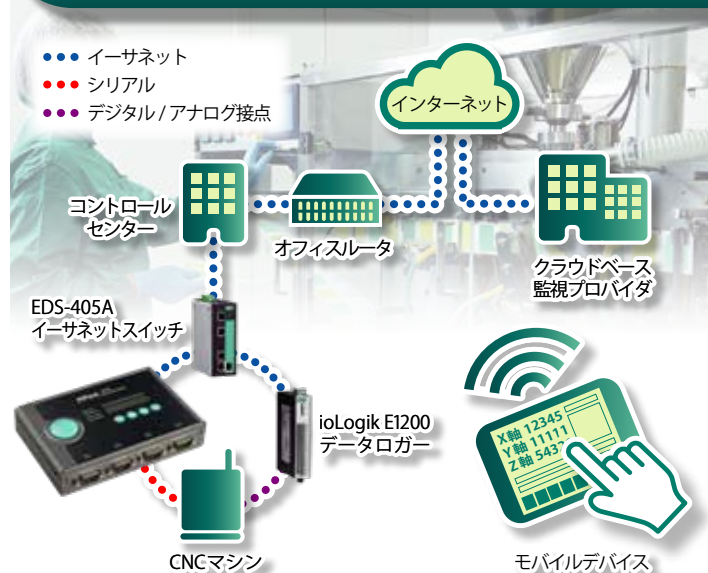 イーサネット
シリアル
デジタル / アナログ接点
インターネット
コントロール
センター
オフィスルータ
クラウドベース
監視プロバイダ
EDS-405A
イーサネットスイッチ
ioLogik E1200
データロガー
X軸 12345
Y軸 11111
Z軸 543
CNCマシン
モバイルデバイス